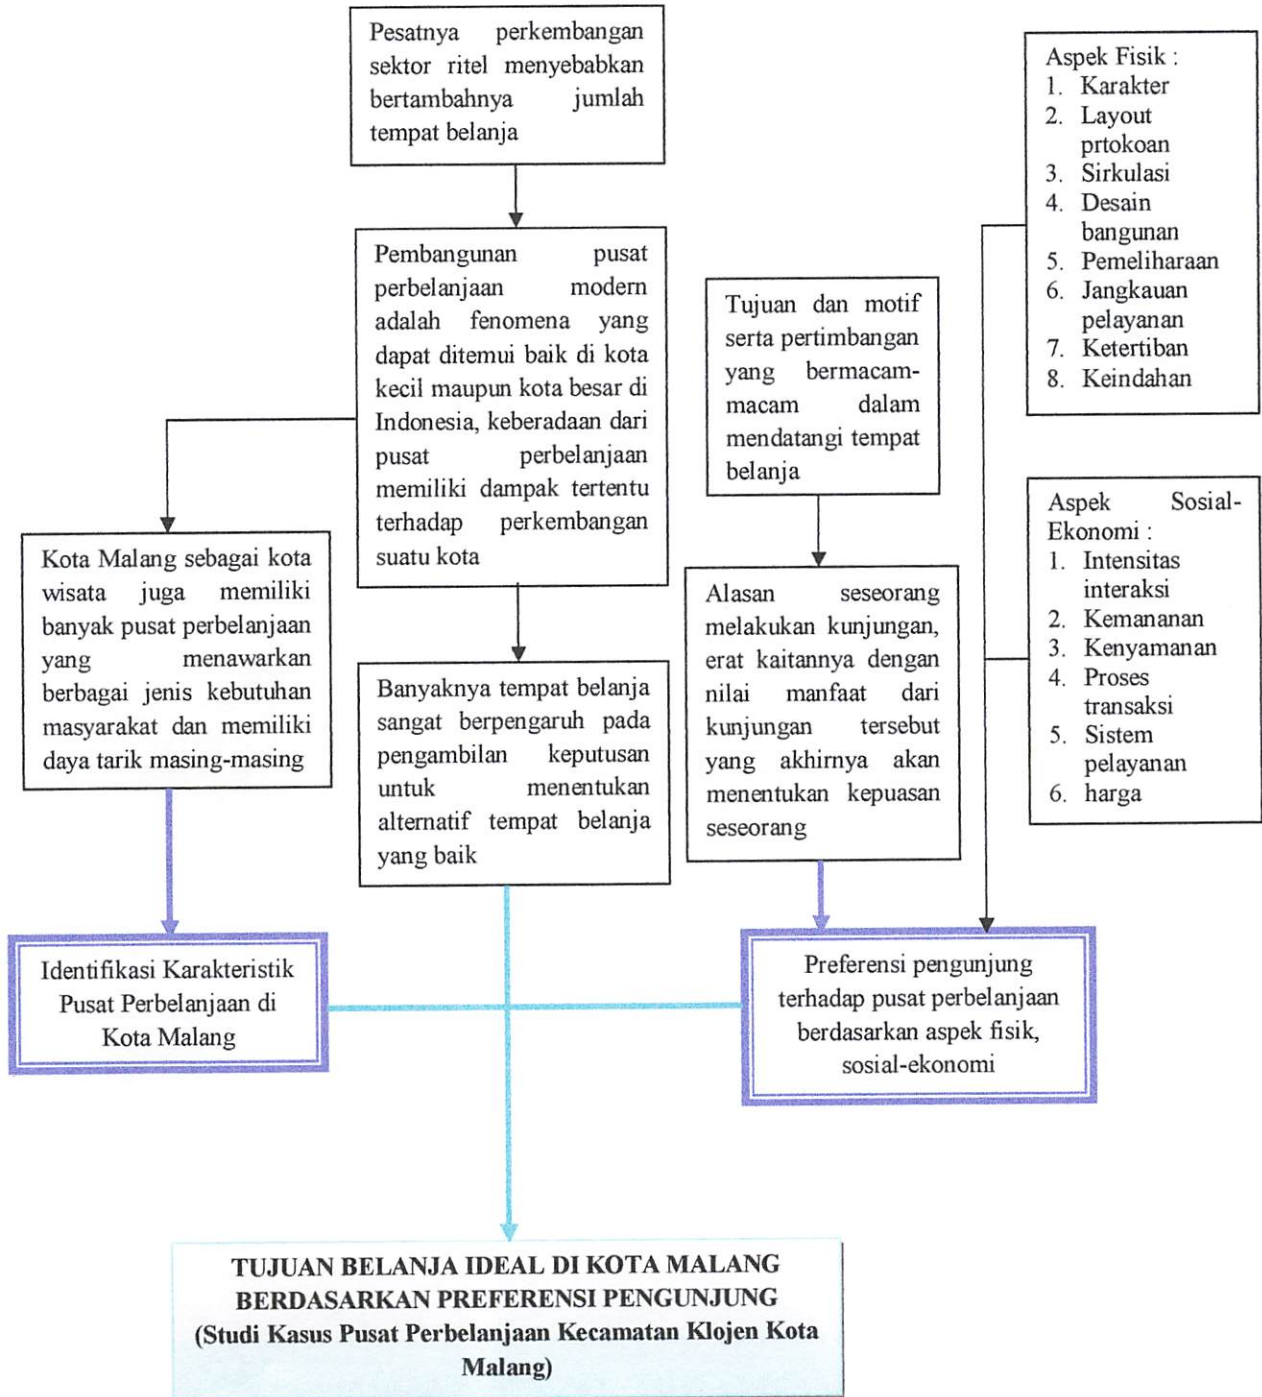 Pesatnya perkembangan
sektor ritel menyebabkan
bertambahnya jumlah
tempat belanja
Pembangunan pusat
perbelanjaan modern
adalah fenomena yang
dapat ditemui baik di kota
kecil maupun kota besar di
Indonesia, keberadaan dari
pusat perbelanjaan
memiliki dampak tertentu
terhadap perkembangan
suatu kota
Kota Malang sebagai kota
wisata juga memiliki
banyak pusat perbelanjaan
yang menawarkan
berbagai jenis kebutuhan
masyarakat dan memiliki
daya tarik masing-masing
Banyaknya tempat belanja
sangat berpengaruh pada
pengambilan keputusan
untuk menentukan
alternatif tempat belanja
yang baik
Tujuan dan motif
serta pertimbangan
yang bermacam-
macam dalam
mendatangi tempat
belanja
Alasan seseorang
melakukan kunjungan,
erat kaitannya dengan
nilai manfaat dari
kunjungan tersebut
yang akhirnya akan
menentukan kepuasan
seseorang
Aspek Fisik :
1. Karakter
2. Layout
prtokoan
3. Sirkulasi
4. Desain
bangunan
5. Pemeliharaan
6. Jangkauan
pelayanan
7. Ketertiban
8. Keindahan
Aspek Sosial-
Ekonomi :
1. Intensitas
interaksi
2. Kemananan
3. Kenyamanan
4. Proses
transaksi
5. Sistem
pelayanan
6. harga
Identifikasi Karakteristik
Pusat Perbelanjaan di
Kota Malang
Preferensi pengunjung
terhadap pusat perbelanjaan
berdasarkan aspek fisik,
sosial-ekonomi
TUJUAN BELANJA IDEAL DI KOTA MALANG
BERDASARKAN PREFERENSI PENGUNJUNG
(Studi Kasus Pusat Perbelanjaan Kecamatan Klojen Kota
Malang)